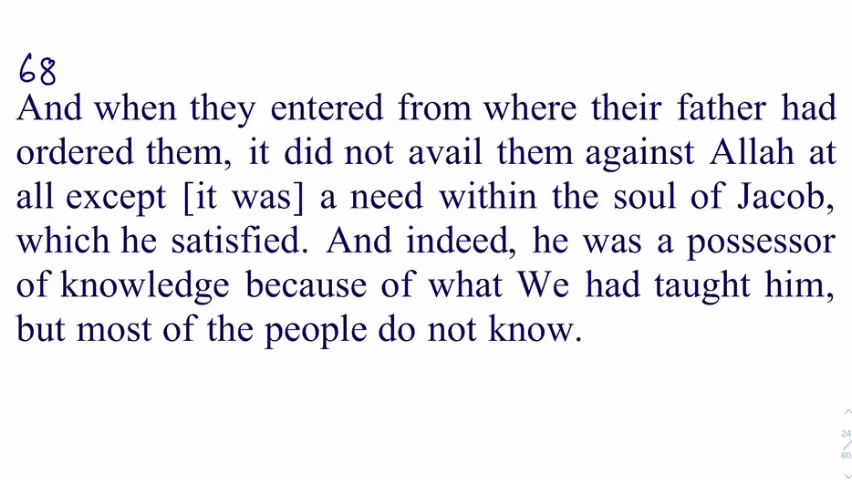 68
And when they entered from where their father had
ordered them, it did not avail them against Allah at
all except [it was] a need within the soul of Jacob,
which he satisfied. And indeed, he was a possessor
of knowledge because of what We had taught him,
but most of the people do not know.